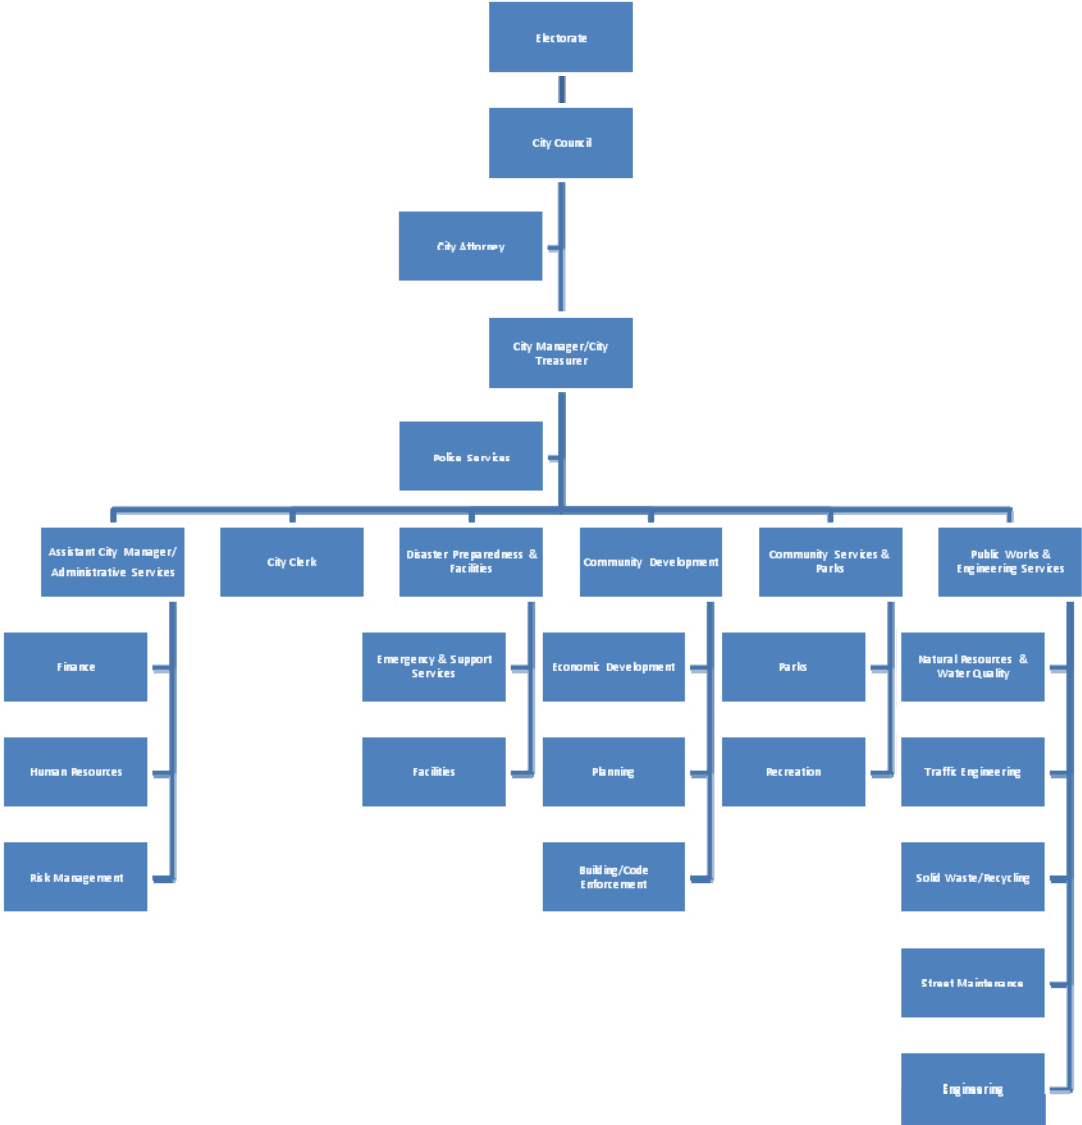 Electorate
City Council
City Attorney
City Manager/City
Treasurer
Police Services
Assistant City Manager/
Administrative Services
City Clerk
Disaster Preparedness &
Facilities
Community Development
Community Services &
Parks
Public Works &
Engineering Services
Finance
Emergency & Support
Services
Economic Development
Parks
Natural Resources &
Water Quality
Human Resources
Facilities
Planning
Recreation
Traffic Engineering
Risk Management
Building/Code
Enforcement
Solid Waste/Recycling
Street Maintenance
Engineering